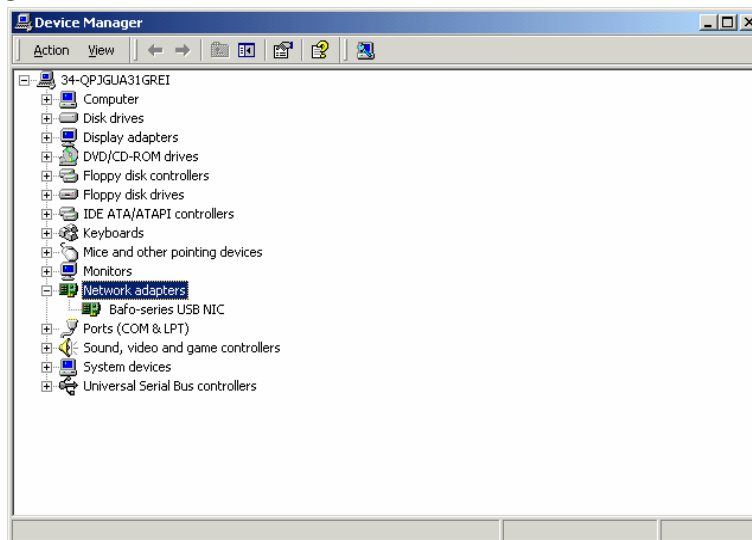 Device Manager
Action View
34-QPJGUA31GREI
Computer
Disk drives
Display adapters
DVD/CD-ROM drives
Floppy disk controllers
Floppy disk drives
IDE ATA/ATAPI controllers
Keyboards
Mice and other pointing devices
Monitors
Network adapters
Bafo-series USB NIC
Ports (COM & LPT)
Sound, video and game controllers
System devices
Universal Serial Bus controllers